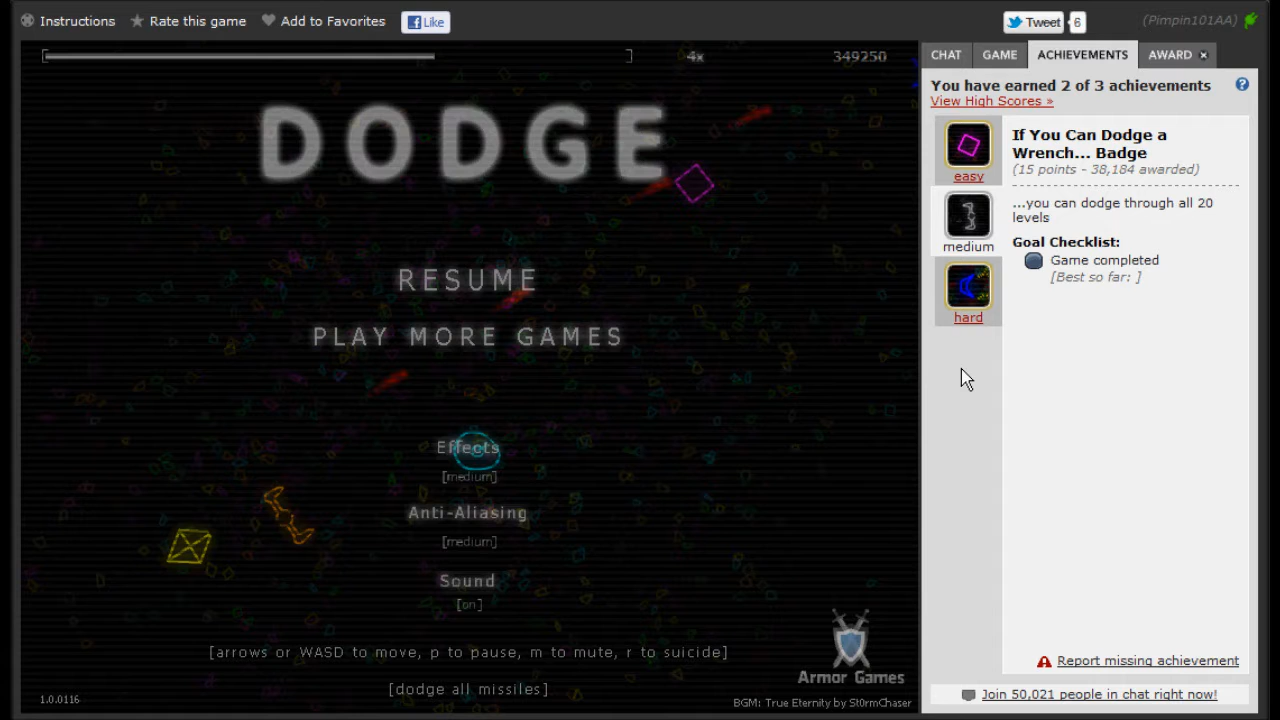 Instructions
Rate this game
Add to Favorites
Like
Tweet 6
(Pimpin101AA)
[ ] 4x 349250
DODGE
RESUME
PLAY MORE GAMES
Effects
[medium]
Anti-Aliasing
[medium]
Sound
[on]
[arrows or WASD to move, p to pause, m to mute, r to suicide]
[dodge all missiles]
1.0.0116
Armor Games
BGM: True Eternity by St0rmChaser
CHAT GAME ACHIEVEMENTS AWARD x
You have earned 2 of 3 achievements ?
View High Scores »
easy
medium
hard
If You Can Dodge a
Wrench... Badge
(15 points - 38,184 awarded)
...you can dodge through all 20
levels
Goal Checklist:
Game completed
[Best so far: ]
Report missing achievement
Join 50,021 people in chat right now!